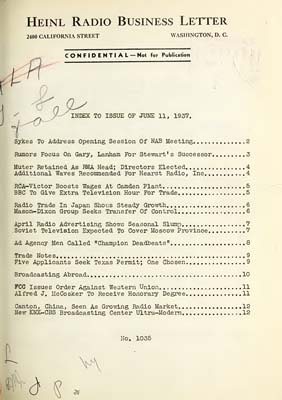 HEINL RADIO BUSINESS LETTER
2400 CALIFORNIA STREET WASHINGTON, D. C.
CONFIDENTIAL—Not for Publication
INDEX TO ISSUE OF JUNE 11, 1937.
Sykes To Address Opening Session Of NAB Meeting..............2
Rumors Focus On Gary, Lanham For Stewart's Successor.........3
Muter Retained As RMA Head; Directors Elected................4
Additional Waves Recommended For Hearst Radio, Inc...........4
RCA-Victor Boosts Wages At Camden Plant......................5
BBC To Give Extra Television Hour For Trade..................5
Radio Trade In Japan Shows Steady Growth.....................6
Mason-Dixon Group Seeks Transfer Of Control..................6
April Radio Advertising Shows Seasonal Slump.................7
Soviet Television Expected To Cover Moscow Province..........7
Ad Agency Men Called "Champion Deadbeats"....................8
Trade Notes..................................................9
Five Applicants Seek Texas Permit; One Chosen................9
Broadcasting Abroad.........................................10
FCC Issues Order Against Western Union......................11
Alfred J. McCosker To Receive Honorary Degree...............11
Canton, China, Seen As Growing Radio Market.................12
New KNX-CBS Broadcasting Center Ultra-Modern................12
No. 1035